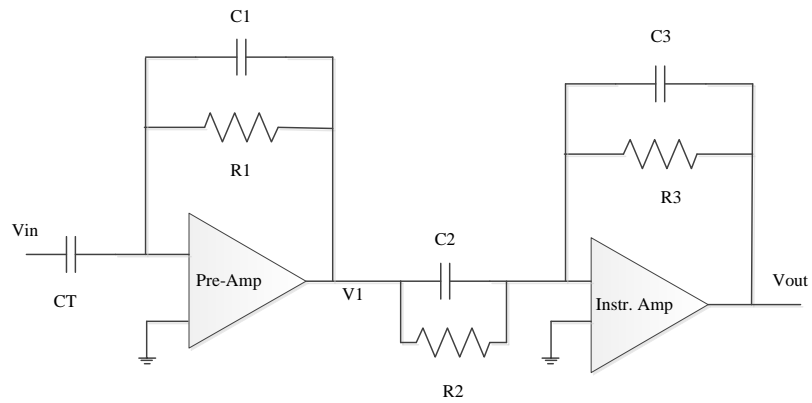 C1
C3
R1
R3
Vin
C2
Pre-Amp
Vout
V1
Instr. Amp
CT
R2